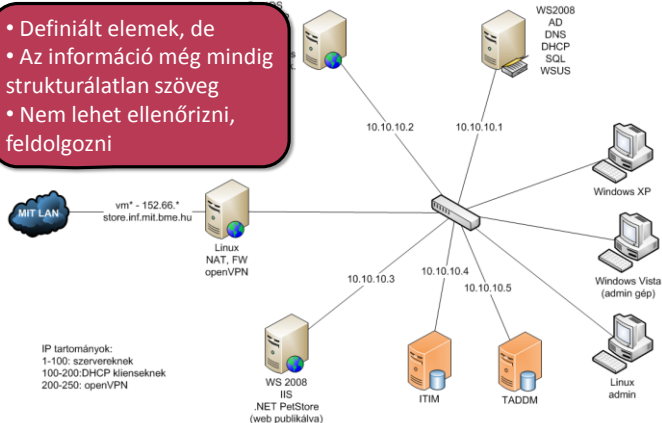 • Definiált elemek, de
• Az információ még mindig
strukturálatlan szöveg
• Nem lehet ellenőrizni,
feldolgozni
WS2008
AD
DNS
DHCP
SQL
WSUS
10.10.10.2
10.10.10.1
Windows XP
MIT LAN
vm* - 152.66.*
store.inf.mit.bme.hu
Linux
NAT, FW
openVPN
10.10.10.3
10.10.10.4
10.10.10.5
Windows Vista
(admin gép)
IP tartományok:
1-100: szervereknek
100-200:DHCP klienseknek
200-250: openVPN
WS 2008
IIS
.NET PetStore
(web publikálva)
ITIM
TADDM
Linux
admin